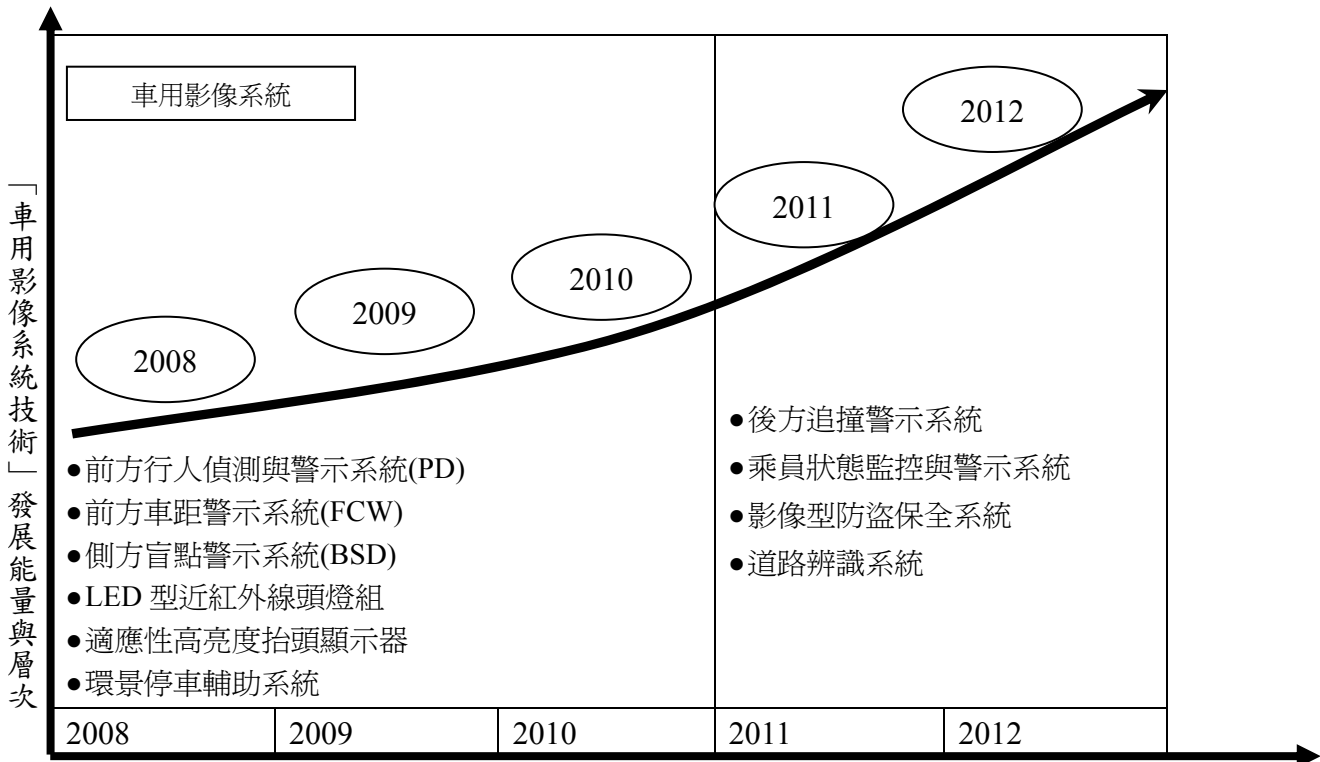 車用影像系統
「車用影像系統技術」發展能量與層次
2008
2009
2010
2011
2012
●前方行人偵測與警示系統(PD)
●前方車距警示系統(FCW)
●側方盲點警示系統(BSD)
●LED 型近紅外線頭燈組
●適應性高亮度抬頭顯示器
●環景停車輔助系統
●後方追撞警示系統
●乘員狀態監控與警示系統
●影像型防盜保全系統
●道路辨識系統
2008
2009
2010
2011
2012